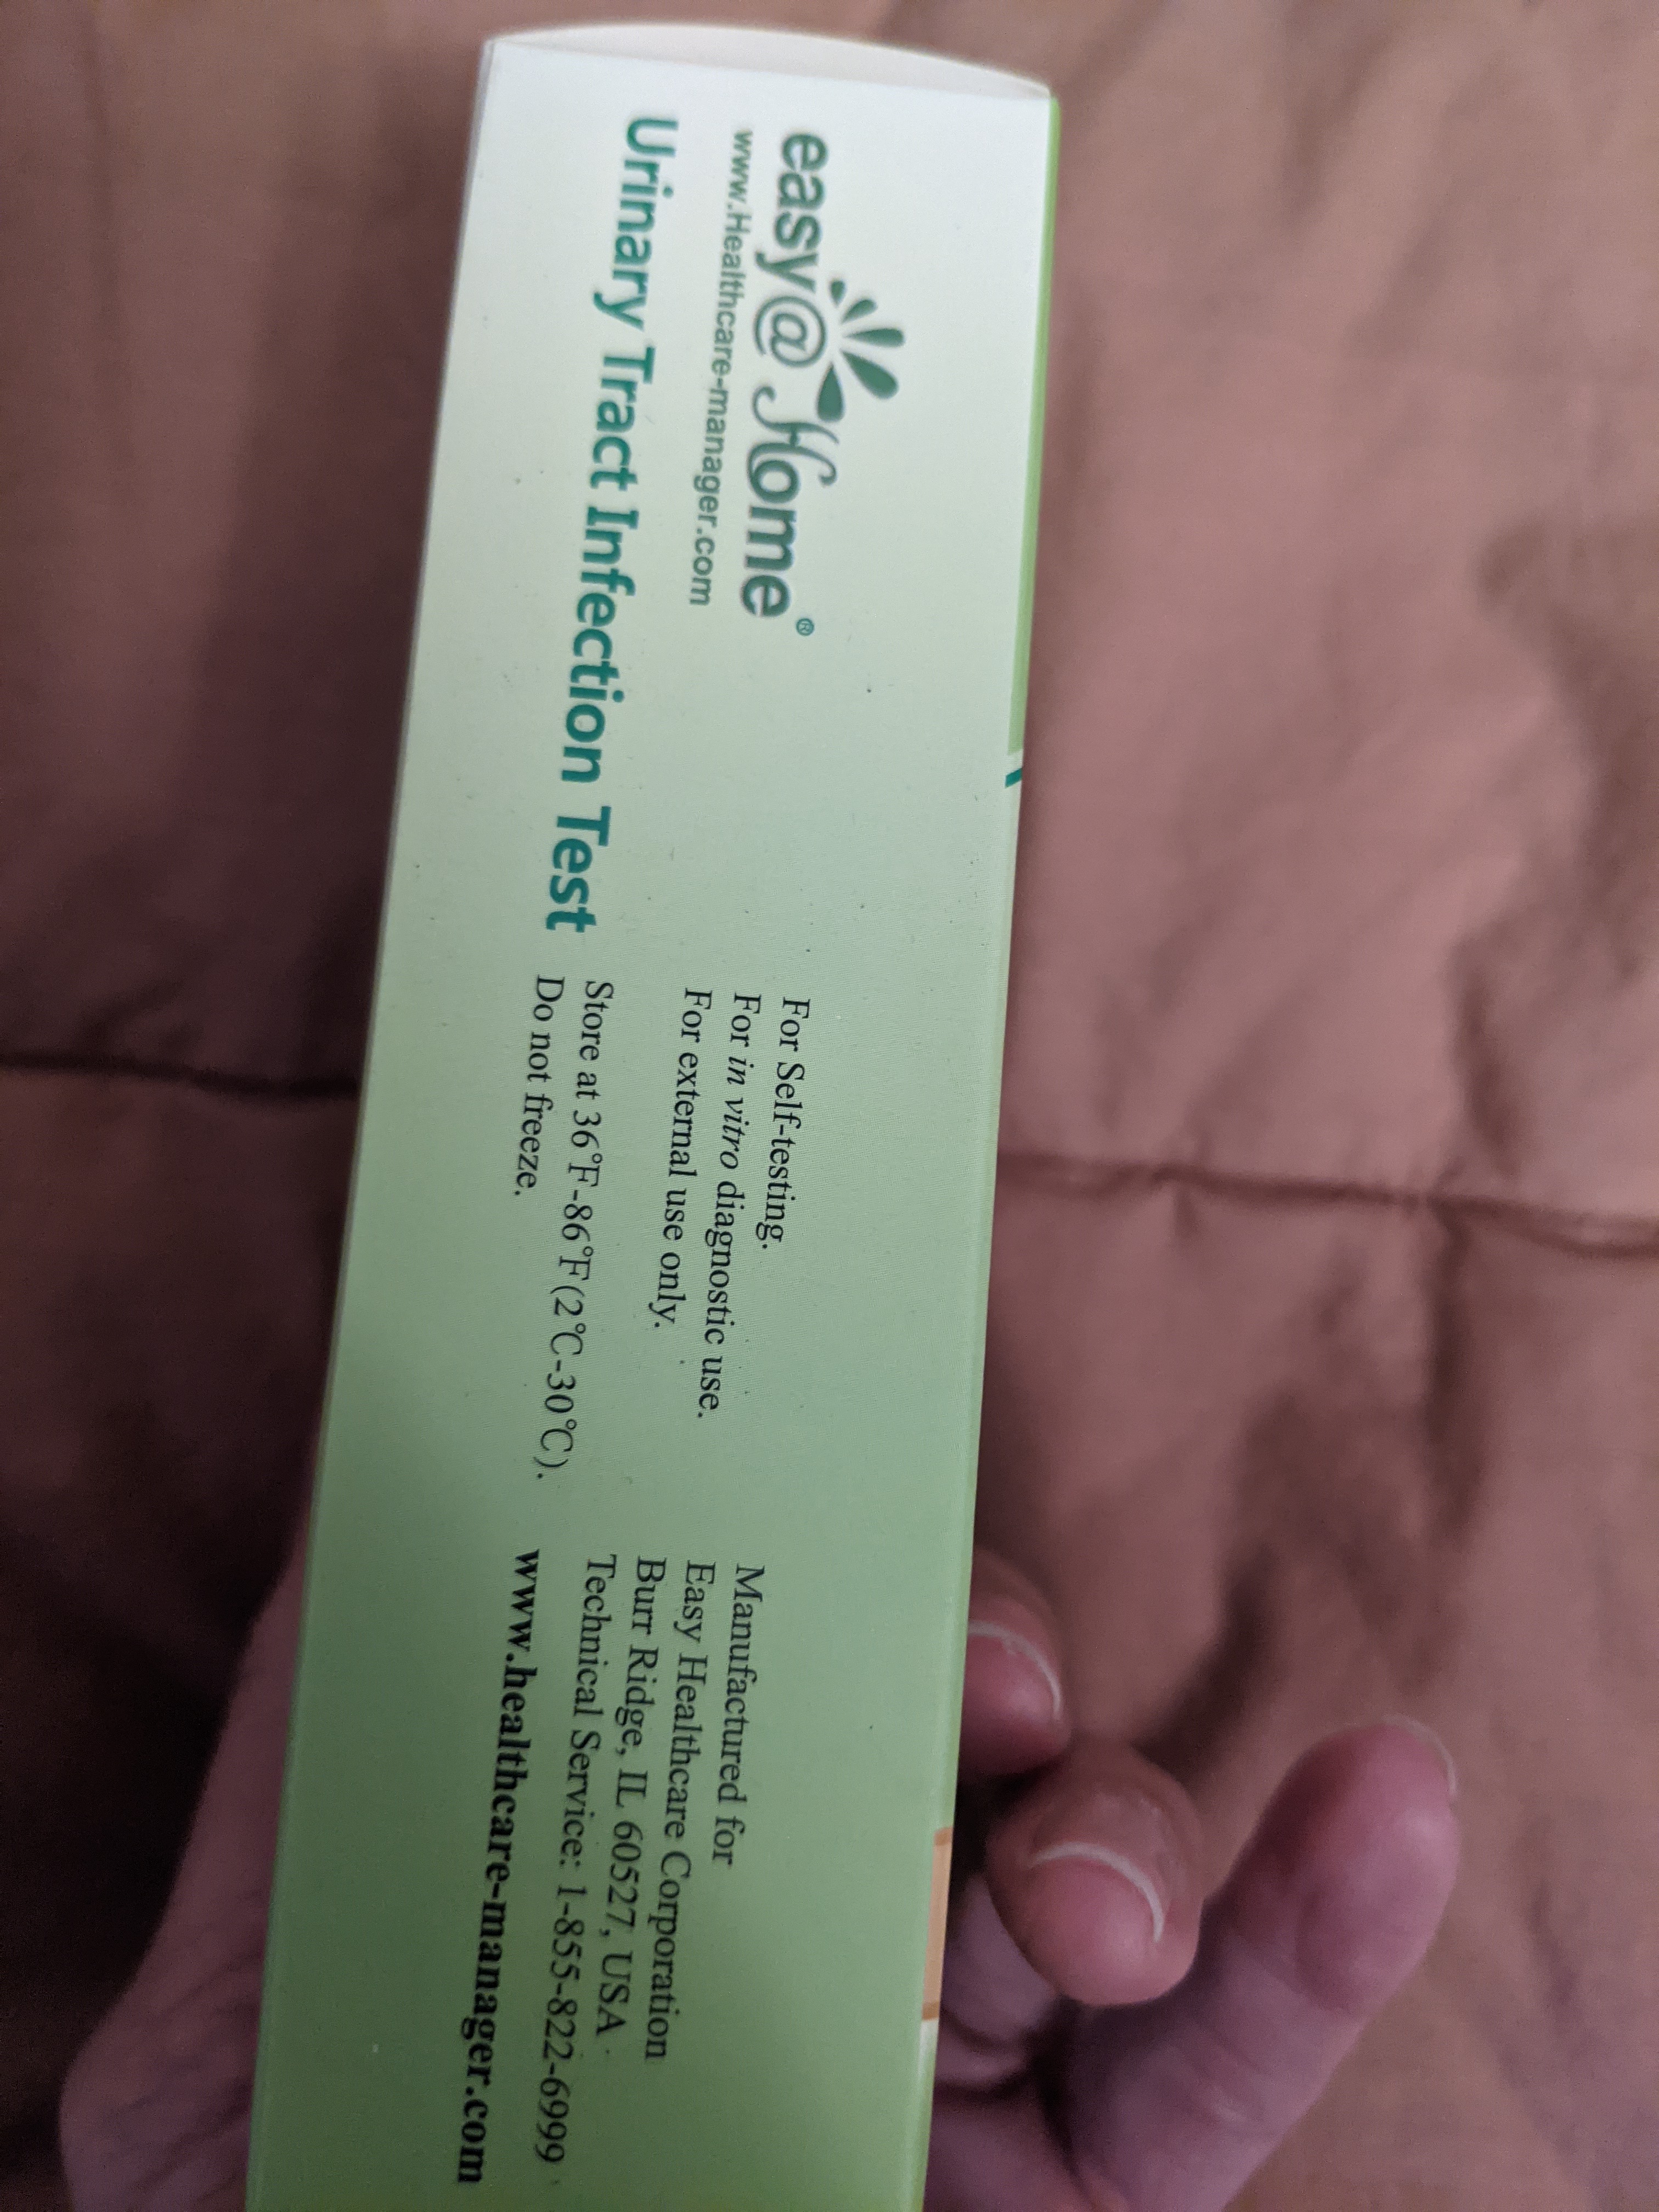 easy@Home®
www.Healthcare-manager.com
Urinary Tract Infection Test
For Self-testing.
For in vitro diagnostic use.
For external use only.
Store at 36°F-86°F(2°C-30°C).
Do not freeze.
Manufactured for
Easy Healthcare Corporation
Burr Ridge, IL 60527, USA
Technical Service: 1-855-822-6999
www.healthcare-manager.com